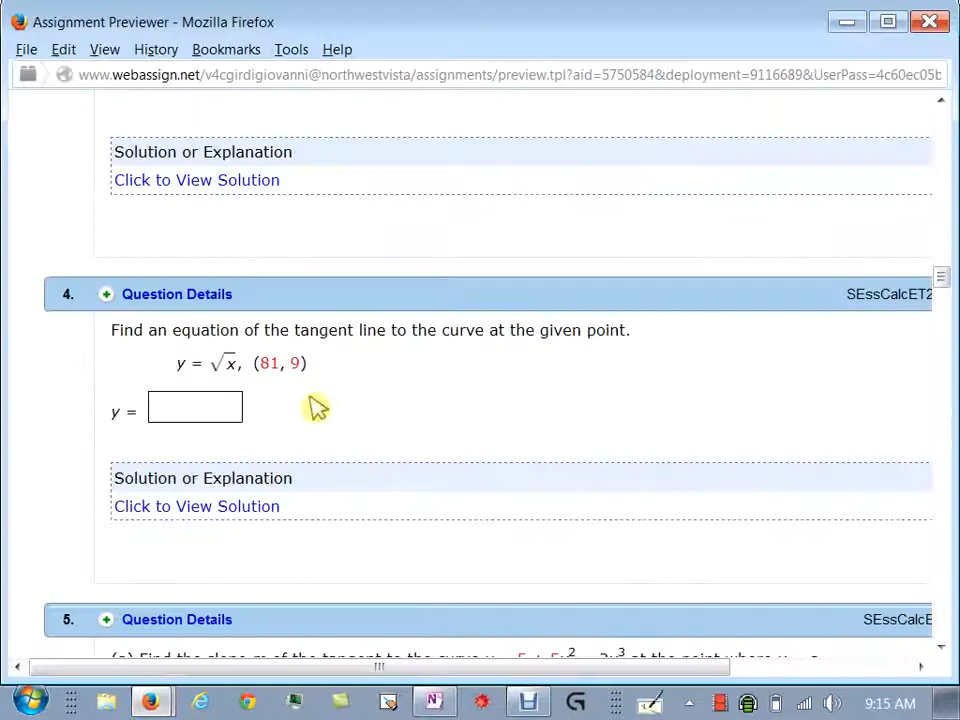 Assignment Previewer - Mozilla Firefox
File Edit View History Bookmarks Tools Help
www.webassign.net/v4cgirdigiovanni@northwestvista/assignments/preview.tpl?aid=5750584&deployment=9116689&UserPass=4c60ec05b
Solution or Explanation
Click to View Solution
4. Question Details SEssCalcET2
Find an equation of the tangent line to the curve at the given point.
y = √x, (81, 9)
y =
Solution or Explanation
Click to View Solution
5. Question Details SEssCalcE
9:15 AM